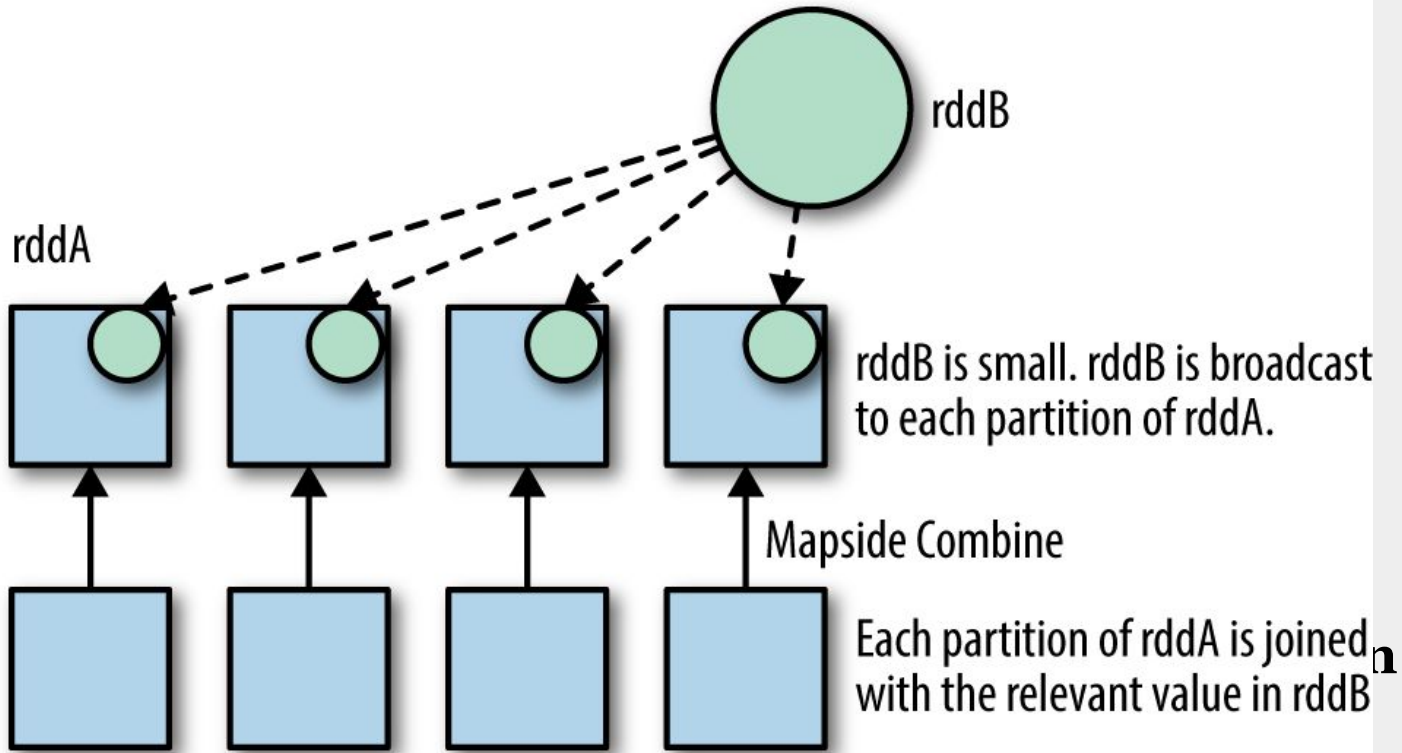 rddB
rddA
rddB is small. rddB is broadcast
to each partition of rddA.
Mapside Combine
Each partition of rddA is joined
with the relevant value in rddB